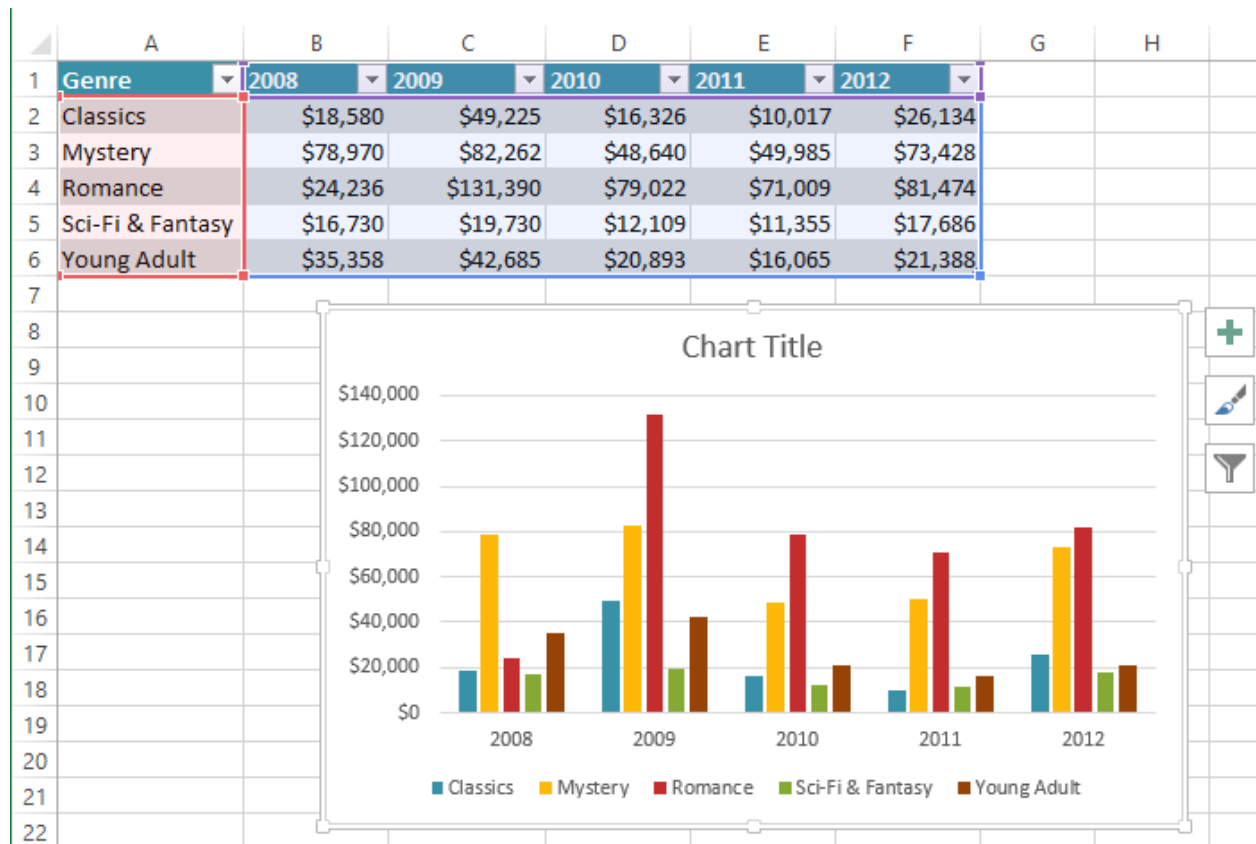 A B C D E F G H
1 Genre 2008 2009 2010 2011 2012
2 Classics $18,580 $49,225 $16,326 $10,017 $26,134
3 Mystery $78,970 $82,262 $48,640 $49,985 $73,428
4 Romance $24,236 $131,390 $79,022 $71,009 $81,474
5 Sci-Fi & Fantasy $16,730 $19,730 $12,109 $11,355 $17,686
6 Young Adult $35,358 $42,685 $20,893 $16,065 $21,388
7
8
9
10
11
12
13
14
15
16
17
18
19
20
21
22
Chart Title
$140,000
$120,000
$100,000
$80,000
$60,000
$40,000
$20,000
$0
2008 2009 2010 2011 2012
Classics Mystery Romance Sci-Fi & Fantasy Young Adult